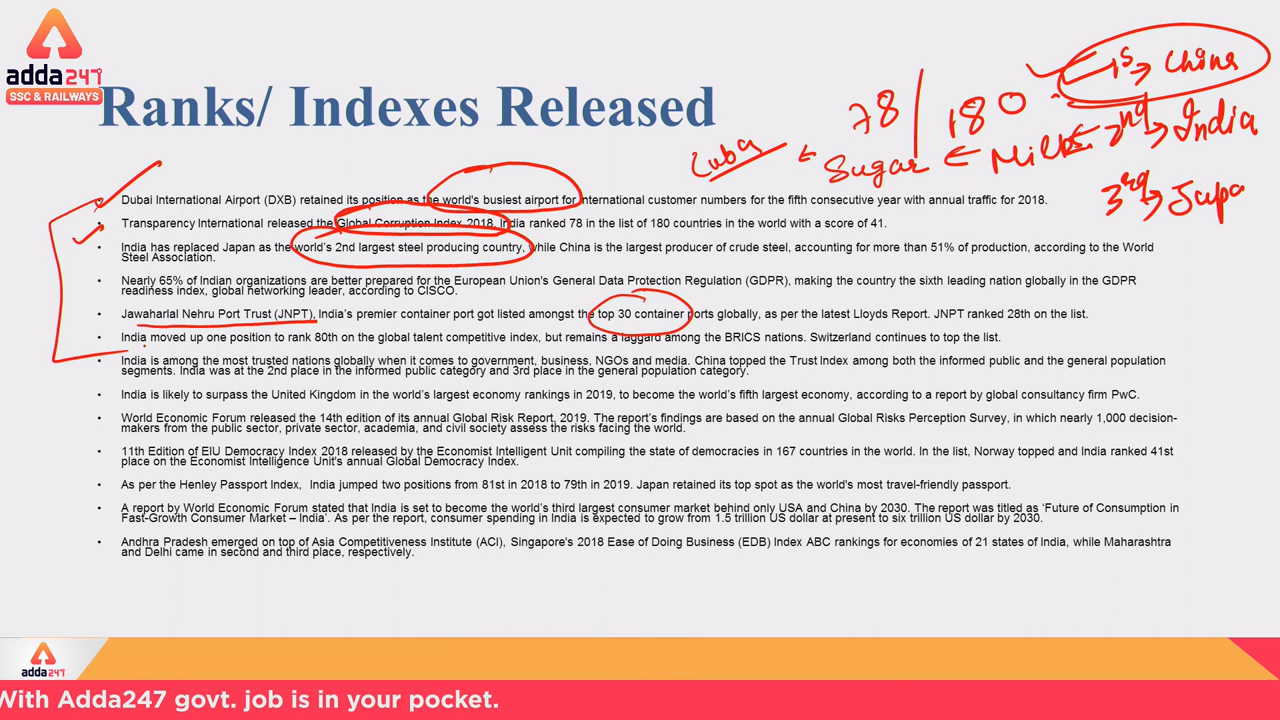 adda247
SSC & RAILWAYS
Ranks/ Indexes Released
78/180
1st → China
2nd → India
3rd → Japa
Cuba ← Sugar ← Milk ←
• Dubai International Airport (DXB) retained its position as the world's busiest airport for international customer numbers for the fifth consecutive year with annual traffic for 2018.
• Transparency International released the Global Corruption Index 2018, India ranked 78 in the list of 180 countries in the world with a score of 41.
• India has replaced Japan as the world's 2nd largest steel producing country, while China is the largest producer of crude steel, accounting for more than 51% of production, according to the World
Steel Association.
• Nearly 65% of Indian organizations are better prepared for the European Union's General Data Protection Regulation (GDPR), making the country the sixth leading nation globally in the GDPR
readiness index, global networking leader, according to CISCO.
• Jawaharlal Nehru Port Trust (JNPT), India's premier container port got listed amongst the top 30 container ports globally, as per the latest Lloyds Report. JNPT ranked 28th on the list.
• India moved up one position to rank 80th on the global talent competitive index, but remains a laggard among the BRICS nations. Switzerland continues to top the list.
• India is among the most trusted nations globally when it comes to government, business, NGOs and media. China topped the Trust Index among both the informed public and the general population
segments. India was at the 2nd place in the informed public category and 3rd place in the general population category.
• India is likely to surpass the United Kingdom in the world's largest economy rankings in 2019, to become the world's fifth largest economy, according to a report by global consultancy firm PwC.
• World Economic Forum released the 14th edition of its annual Global Risk Report, 2019. The report's findings are based on the annual Global Risks Perception Survey, in which nearly 1,000 decision-
makers from the public sector, private sector, academia, and civil society assess the risks facing the world.
• 11th Edition of EIU Democracy Index 2018 released by the Economist Intelligent Unit compiling the state of democracies in 167 countries in the world. In the list, Norway topped and India ranked 41st
place on the Economist Intelligence Unit's annual Global Democracy Index.
• As per the Henley Passport Index, India jumped two positions from 81st in 2018 to 79th in 2019. Japan retained its top spot as the world's most travel-friendly passport.
• A report by World Economic Forum stated that India is set to become the world's third largest consumer market behind only USA and China by 2030. The report was titled as 'Future of Consumption in
Fast-Growth Consumer Market – India'. As per the report, consumer spending in India is expected to grow from 1.5 trillion US dollar at present to six trillion US dollar by 2030.
• Andhra Pradesh emerged on top of Asia Competitiveness Institute (ACI), Singapore's 2018 Ease of Doing Business (EDB) Index ABC rankings for economies of 21 states of India, while Maharashtra
and Delhi came in second and third place, respectively.
adda247
With Adda247 govt. job is in your pocket.